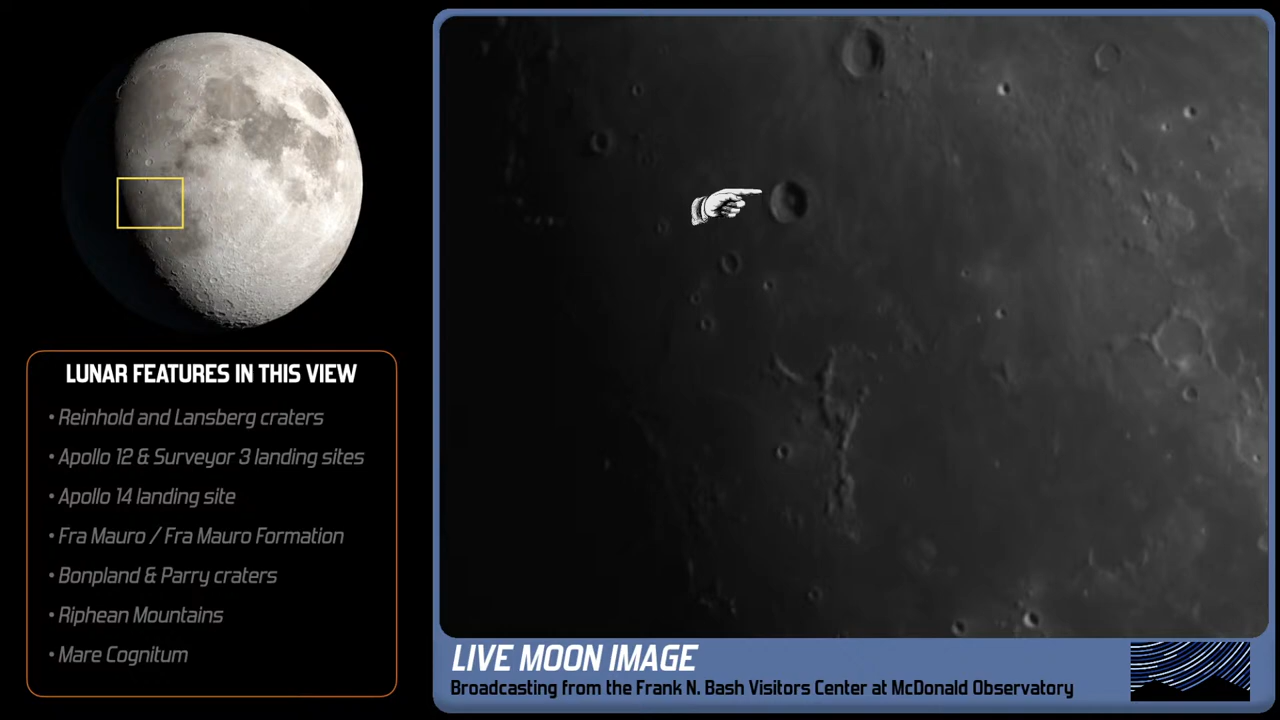 LUNAR FEATURES IN THIS VIEW
• Reinhold and Lansberg craters
• Apollo 12 & Surveyor 3 landing sites
• Apollo 14 landing site
• Fra Mauro / Fra Mauro Formation
• Bonpland & Parry craters
• Riphean Mountains
• Mare Cognitum
LIVE MOON IMAGE
Broadcasting from the Frank N. Bash Visitors Center at McDonald Observatory